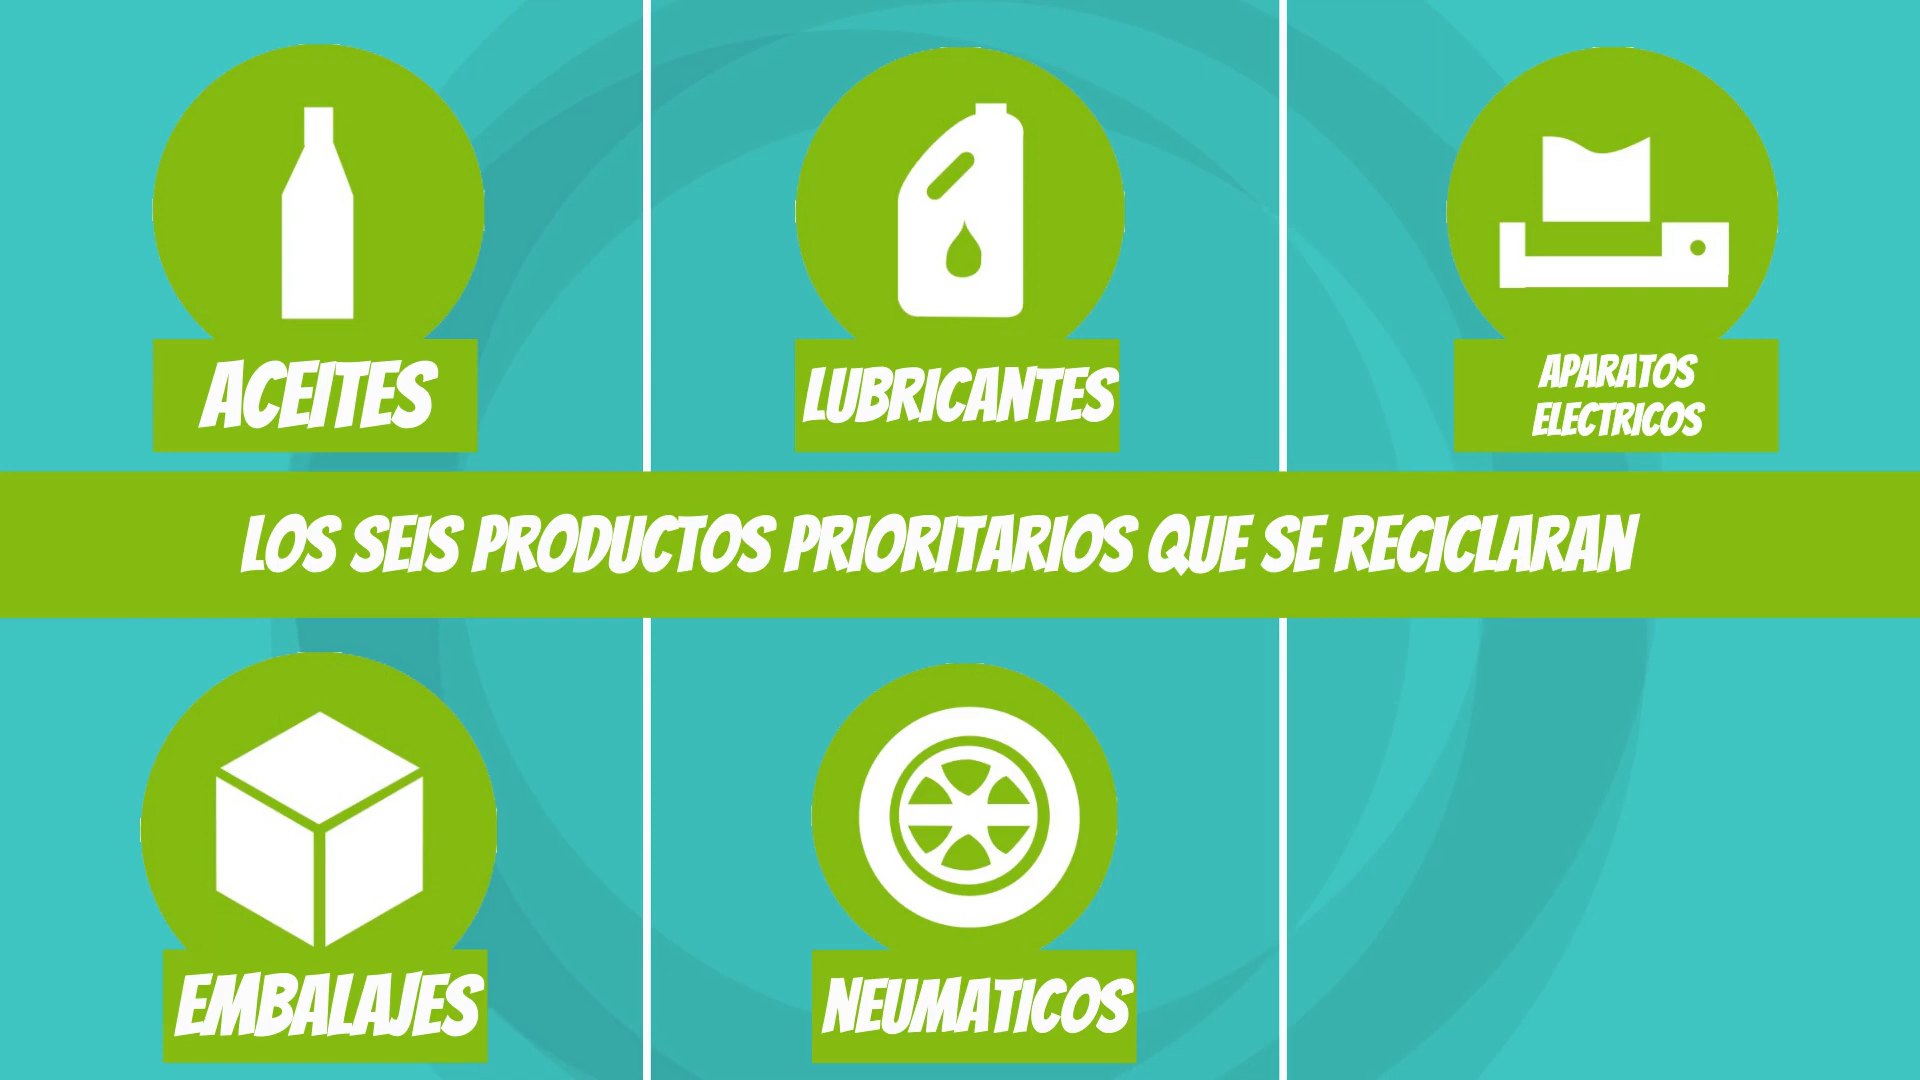 ACEITES
LUBRICANTES
APARATOS
ELECTRICOS
LOS SEIS PRODUCTOS PRIORITARIOS QUE SE RECICLARAN
EMBALAJES
NEUMATICOS